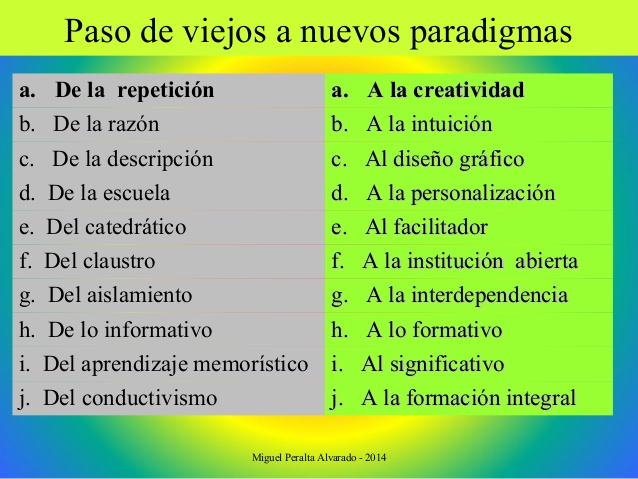 Paso de viejos a nuevos paradigmas
a. De la repetición a. A la creatividad
b. De la razón b. A la intuición
c. De la descripción c. Al diseño gráfico
d. De la escuela d. A la personalización
e. Del catedrático e. Al facilitador
f. Del claustro f. A la institución abierta
g. Del aislamiento g. A la interdependencia
h. De lo informativo h. A lo formativo
i. Del aprendizaje memorístico i. Al significativo
j. Del conductivismo j. A la formación integral
Miguel Peralta Alvarado - 2014